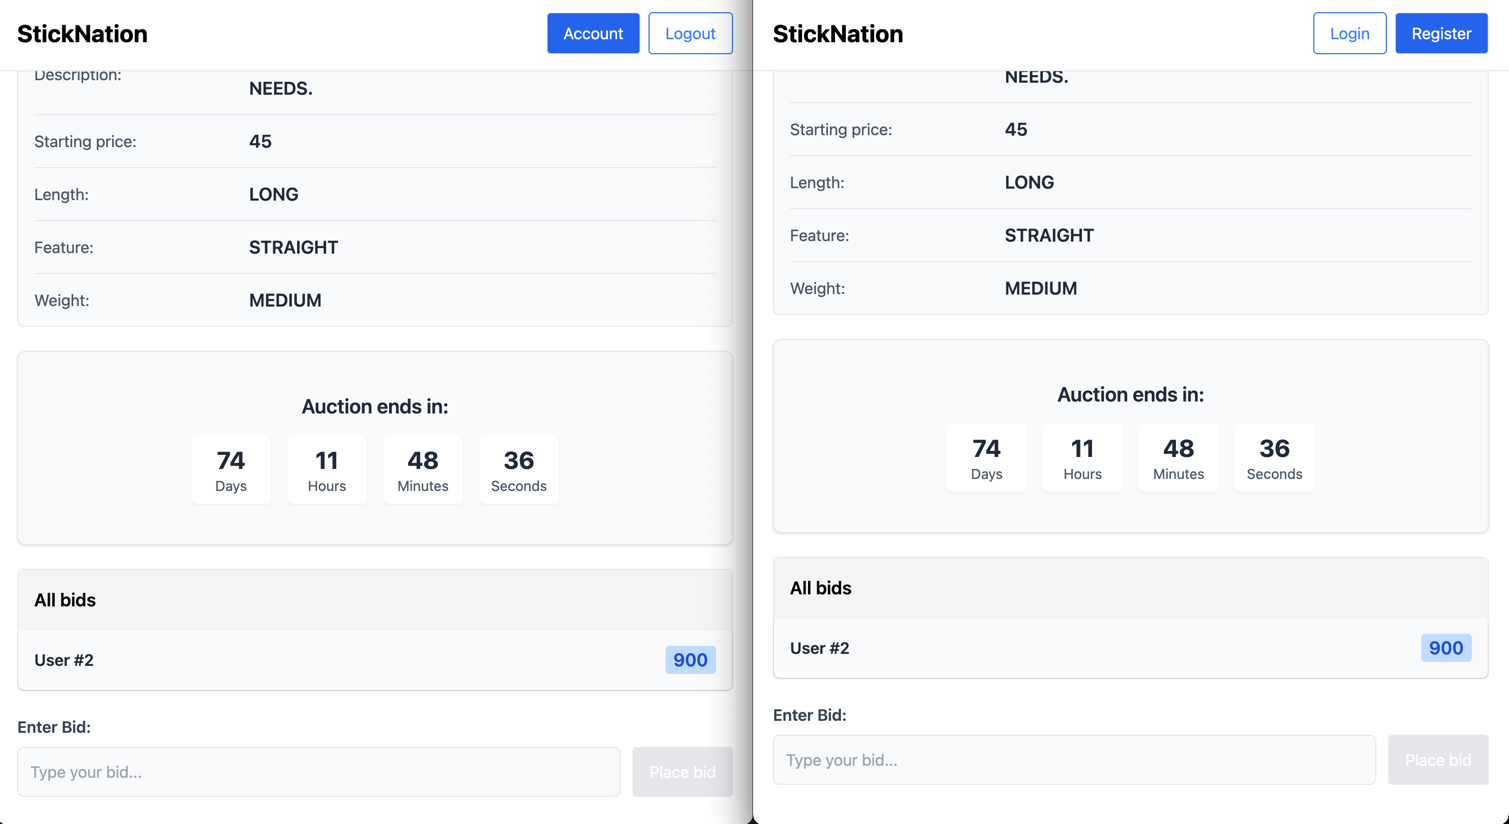 StickNation
Account
Logout
Description:
NEEDS.
Starting price:
45
Length:
LONG
Feature:
STRAIGHT
Weight:
MEDIUM
Auction ends in:
74
Days
11
Hours
48
Minutes
36
Seconds
All bids
User #2
900
Enter Bid:
Type your bid...
Place bid
StickNation
Login
Register
NEEDS.
Starting price:
45
Length:
LONG
Feature:
STRAIGHT
Weight:
MEDIUM
Auction ends in:
74
Days
11
Hours
48
Minutes
36
Seconds
All bids
User #2
900
Enter Bid:
Type your bid...
Place bid